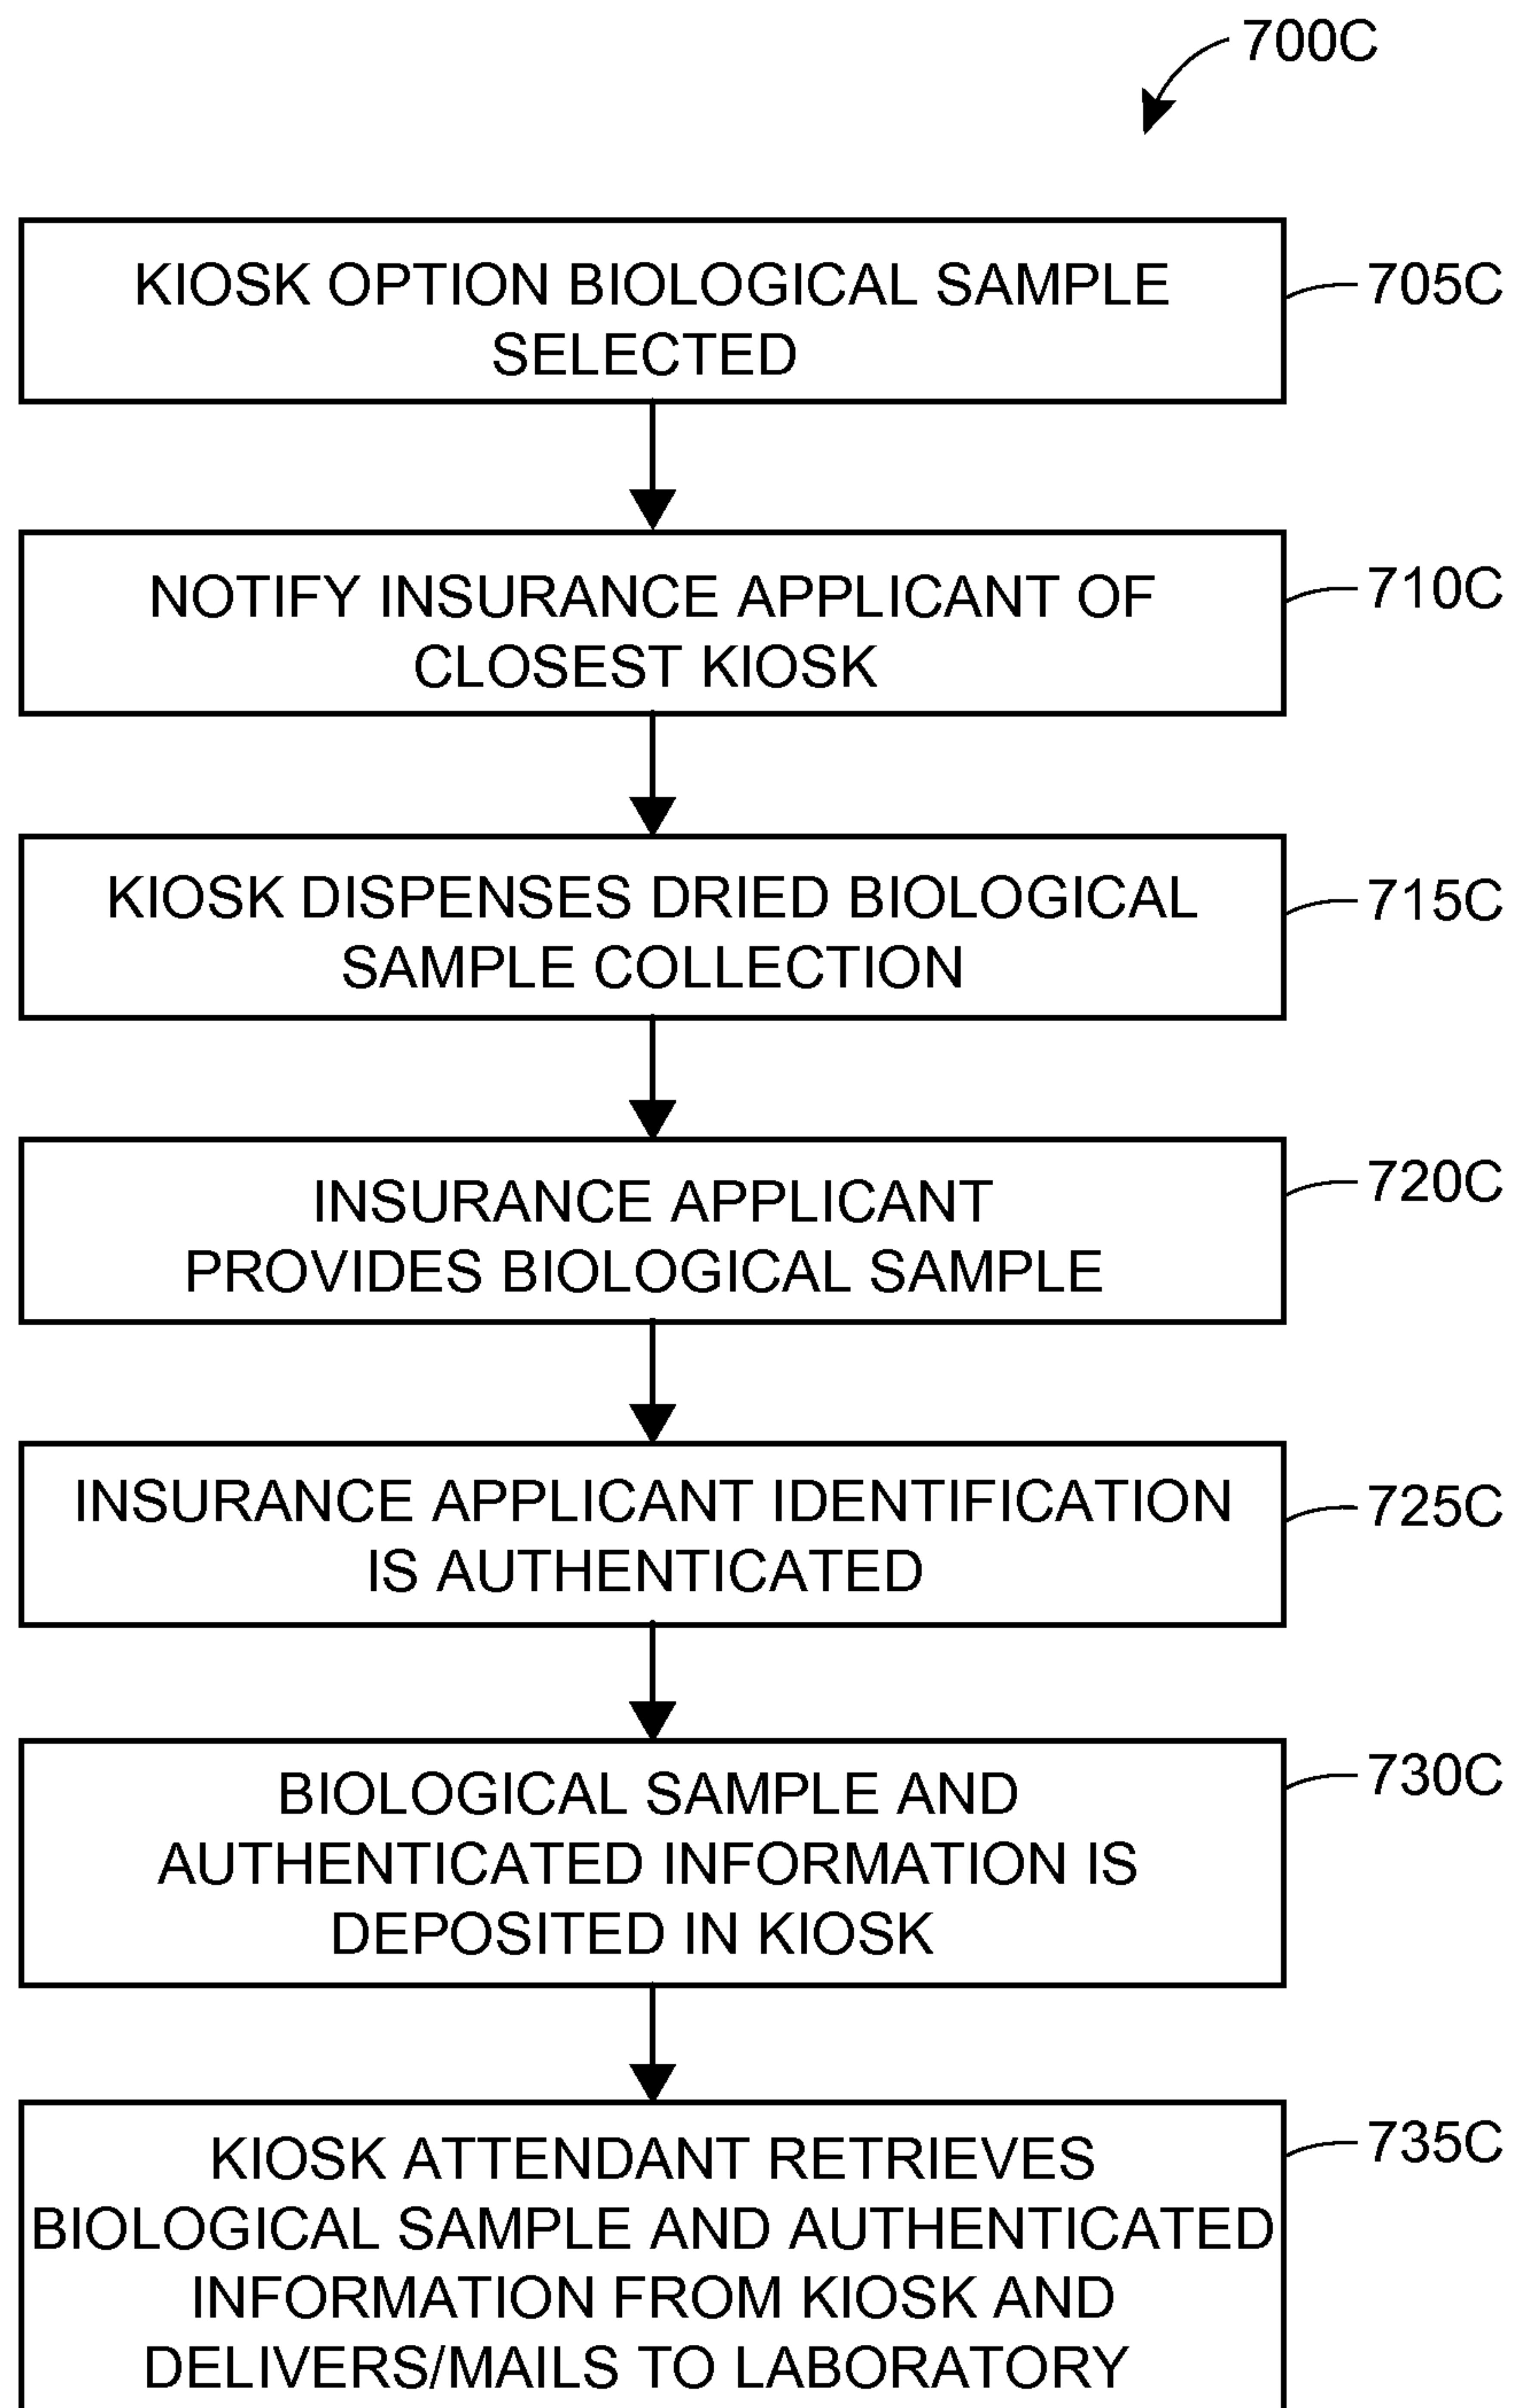 700C
KIOSK OPTION BIOLOGICAL SAMPLE
SELECTED
705C
NOTIFY INSURANCE APPLICANT OF
CLOSEST KIOSK
710C
KIOSK DISPENSES DRIED BIOLOGICAL
SAMPLE COLLECTION
715C
INSURANCE APPLICANT
PROVIDES BIOLOGICAL SAMPLE
720C
INSURANCE APPLICANT IDENTIFICATION
IS AUTHENTICATED
725C
BIOLOGICAL SAMPLE AND
AUTHENTICATED INFORMATION IS
DEPOSITED IN KIOSK
730C
KIOSK ATTENDANT RETRIEVES
BIOLOGICAL SAMPLE AND AUTHENTICATED
INFORMATION FROM KIOSK AND
DELIVERS/MAILS TO LABORATORY
735C